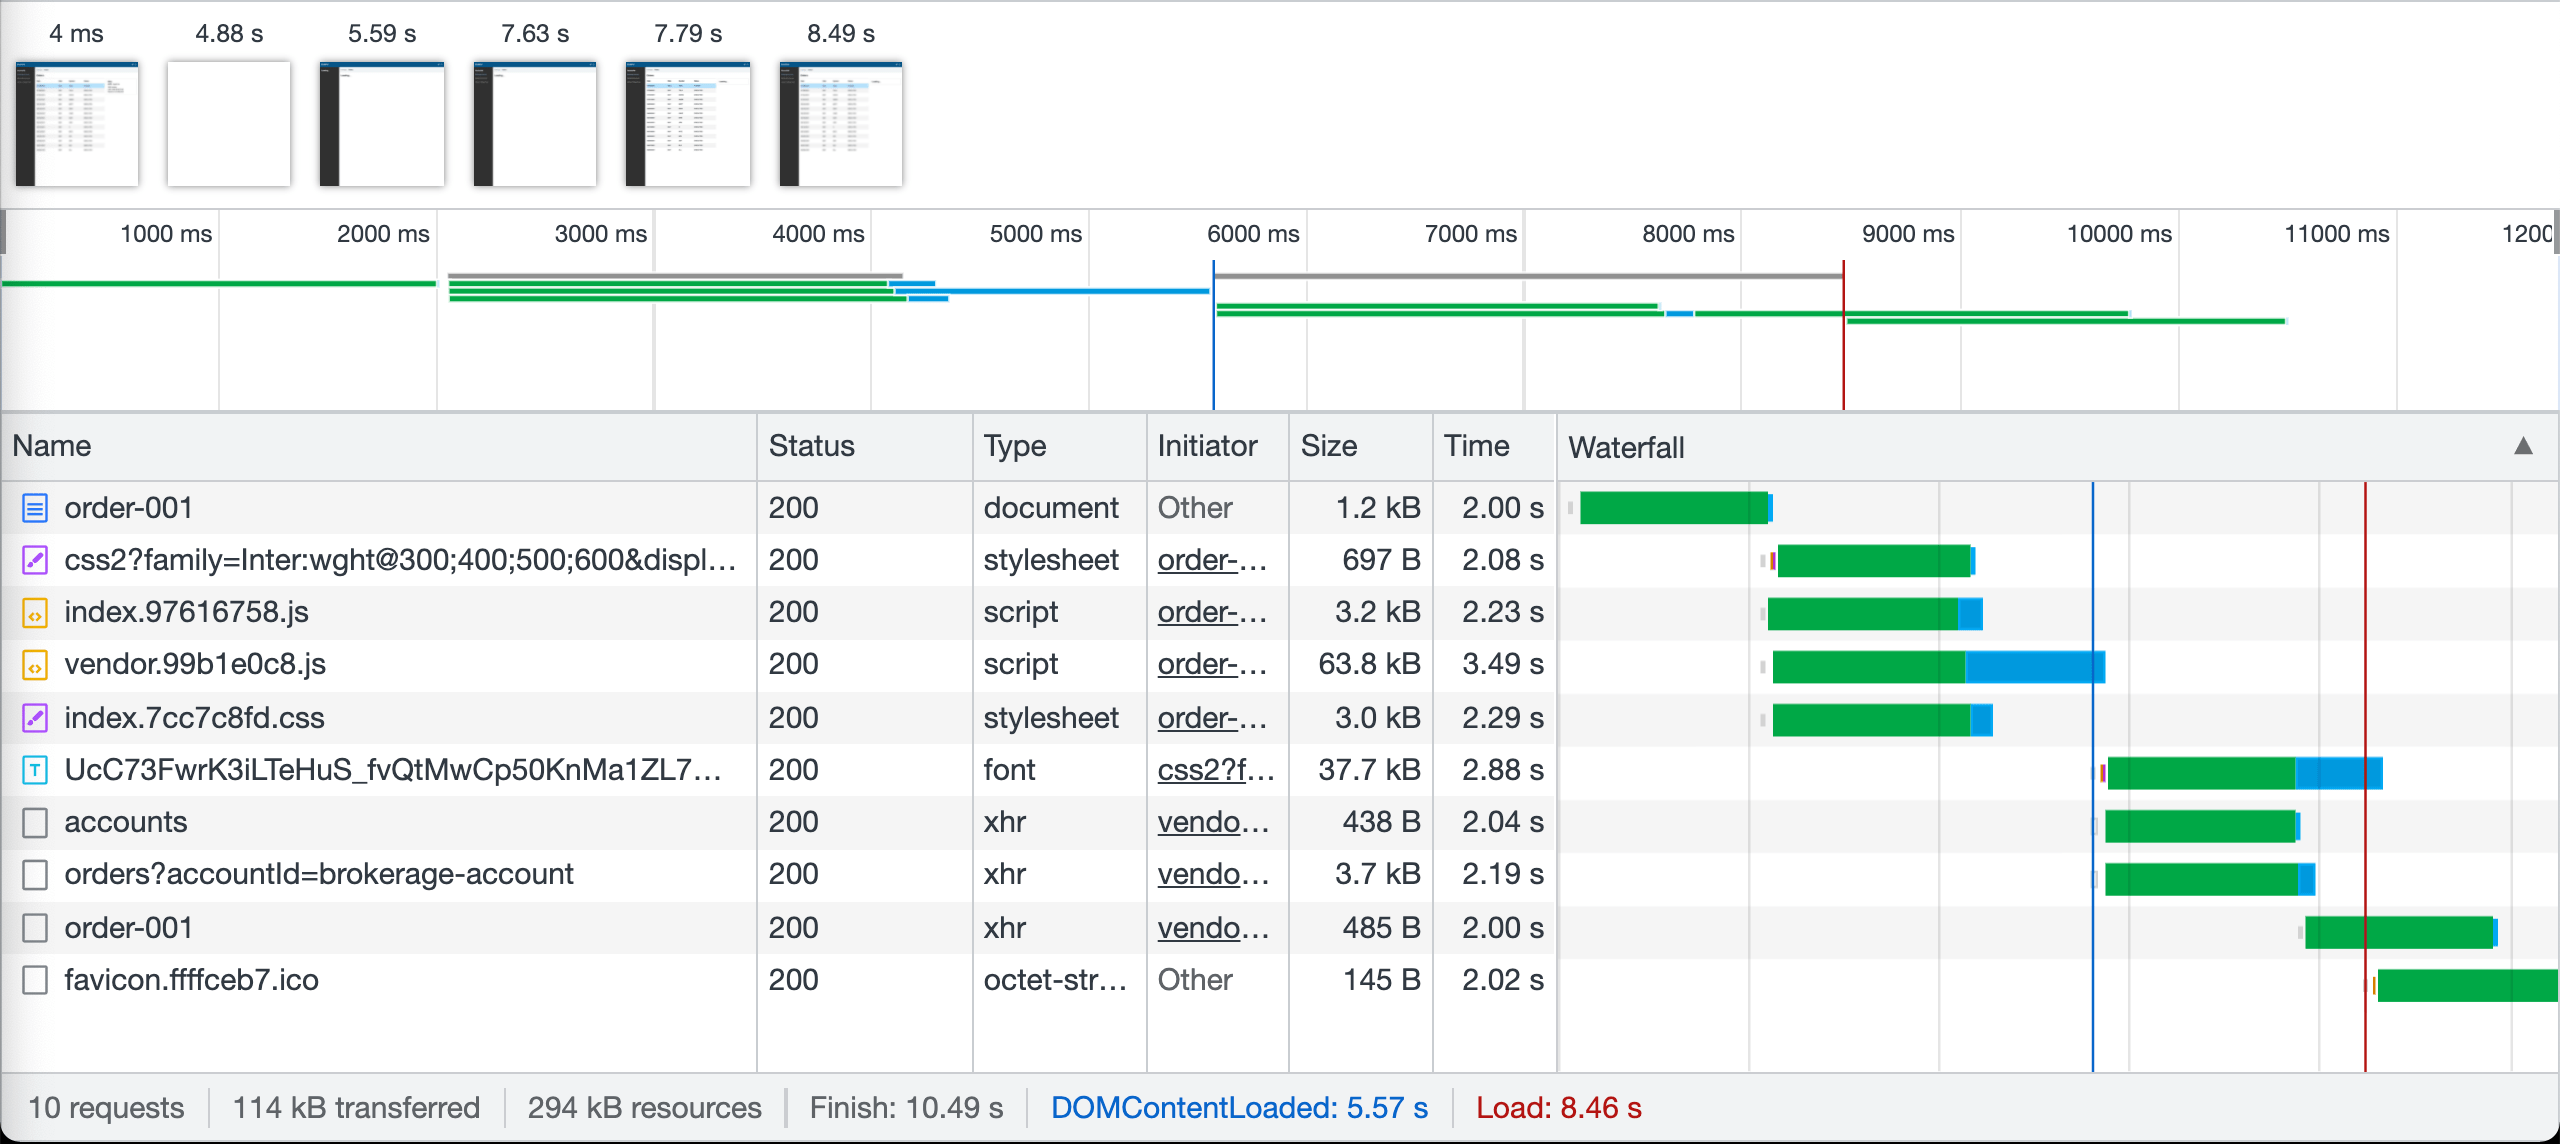 4 ms 4.88 s 5.59 s 7.63 s 7.79 s 8.49 s
1000 ms 2000 ms 3000 ms 4000 ms 5000 ms 6000 ms 7000 ms 8000 ms 9000 ms 10000 ms 11000 ms 1200
Name Status Type Initiator Size Time Waterfall ▲
order-001 200 document Other 1.2 kB 2.00 s
css2?family=Inter:wght@300;400;500;600&displ… 200 stylesheet order-… 697 B 2.08 s
index.97616758.js 200 script order-… 3.2 kB 2.23 s
vendor.99b1e0c8.js 200 script order-… 63.8 kB 3.49 s
index.7cc7c8fd.css 200 stylesheet order-… 3.0 kB 2.29 s
UcC73FwrK3iLTeHuS_fvQtMwCp50KnMa1ZL7… 200 font css2?f… 37.7 kB 2.88 s
accounts 200 xhr vendo… 438 B 2.04 s
orders?accountId=brokerage-account 200 xhr vendo… 3.7 kB 2.19 s
order-001 200 xhr vendo… 485 B 2.00 s
favicon.ffffceb7.ico 200 octet-str… Other 145 B 2.02 s
10 requests 114 kB transferred 294 kB resources Finish: 10.49 s DOMContentLoaded: 5.57 s Load: 8.46 s